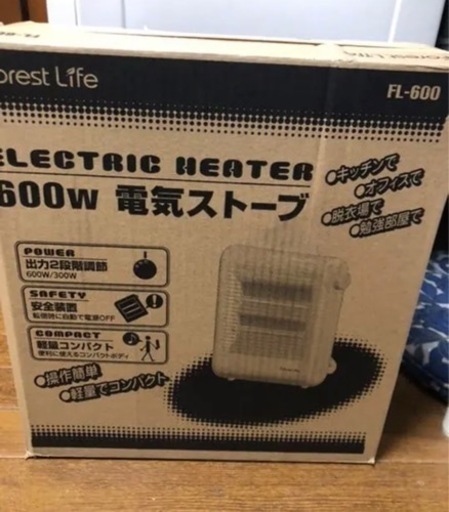 orest Life
FL-600
ELECTRIC HEATER
600W 電気ストーブ
●キッチンで
●オフィスで
●脱衣場で
●勉強部屋で
POWER
出力2段階調節
600W/300W
SAFETY
安全装置
転倒時に自動で電源OFF
COMPACT
軽量コンパクト
便利に使えるコンパクトボディ
●操作簡単
●軽量でコンパクト